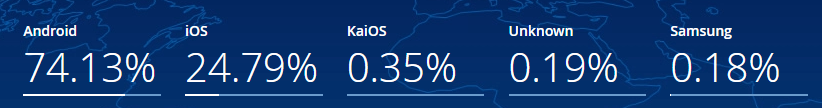 Android iOS KaiOS Unknown Samsung
74.13% 24.79% 0.35% 0.19% 0.18%